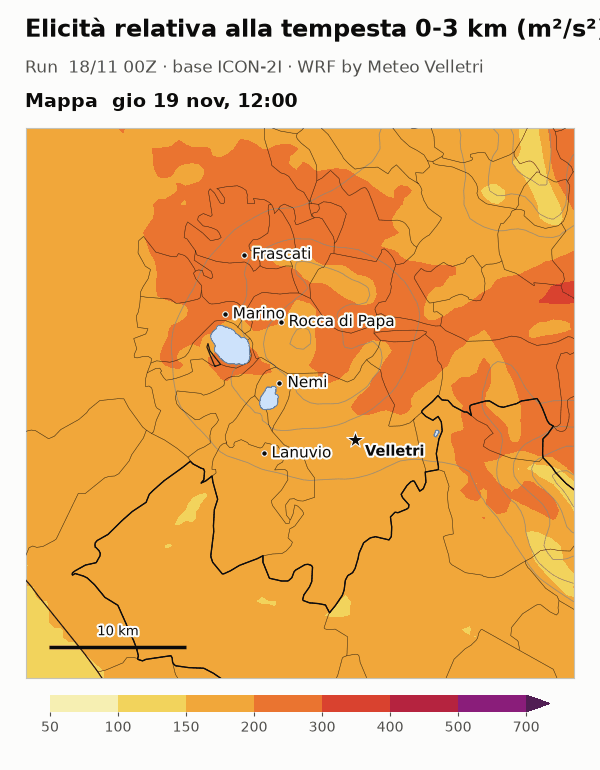 Elicità relativa alla tempesta 0-3 km (m²/s²)
Run  18/11 00Z · base ICON-2I · WRF by Meteo Velletri
Mappa  gio 19 nov, 12:00
Frascati
Marino
Rocca di Papa
Nemi
Lanuvio
Velletri
10 km
50 100 150 200 300 400 500 700